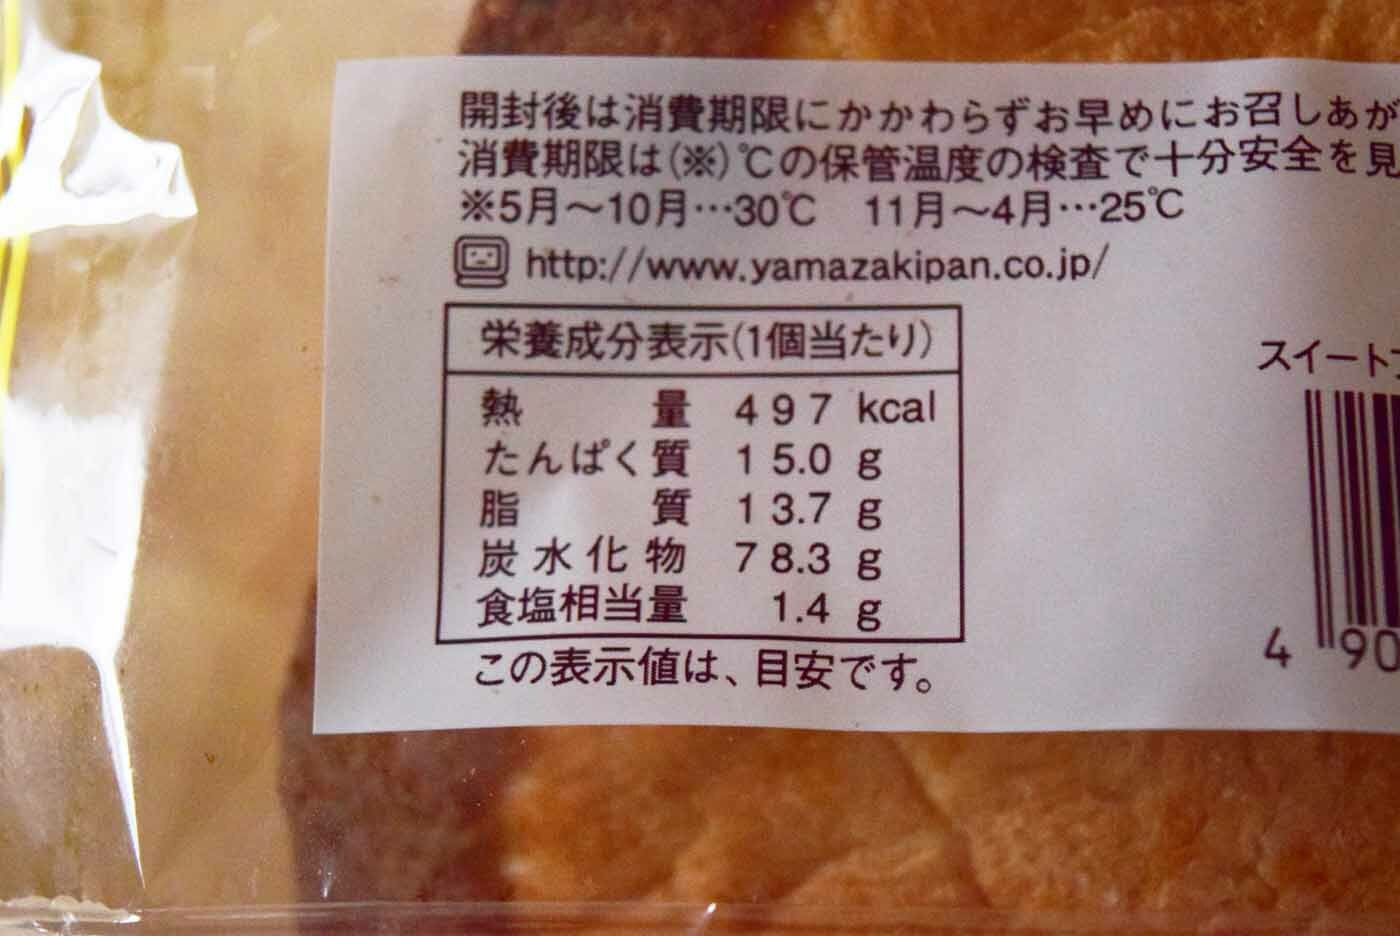 開封後は消費期限にかかわらずお早めにお召しあが
消費期限は(※)℃の保管温度の検査で十分安全を見
※5月～10月…30℃ 11月～4月…25℃
http://www.yamazakipan.co.jp/
栄養成分表示(1個当たり)
熱量 497 kcal
たんぱく質 15.0 g
脂質 13.7 g
炭水化物 78.3 g
食塩相当量 1.4 g
この表示値は、目安です。
スイート
4 90